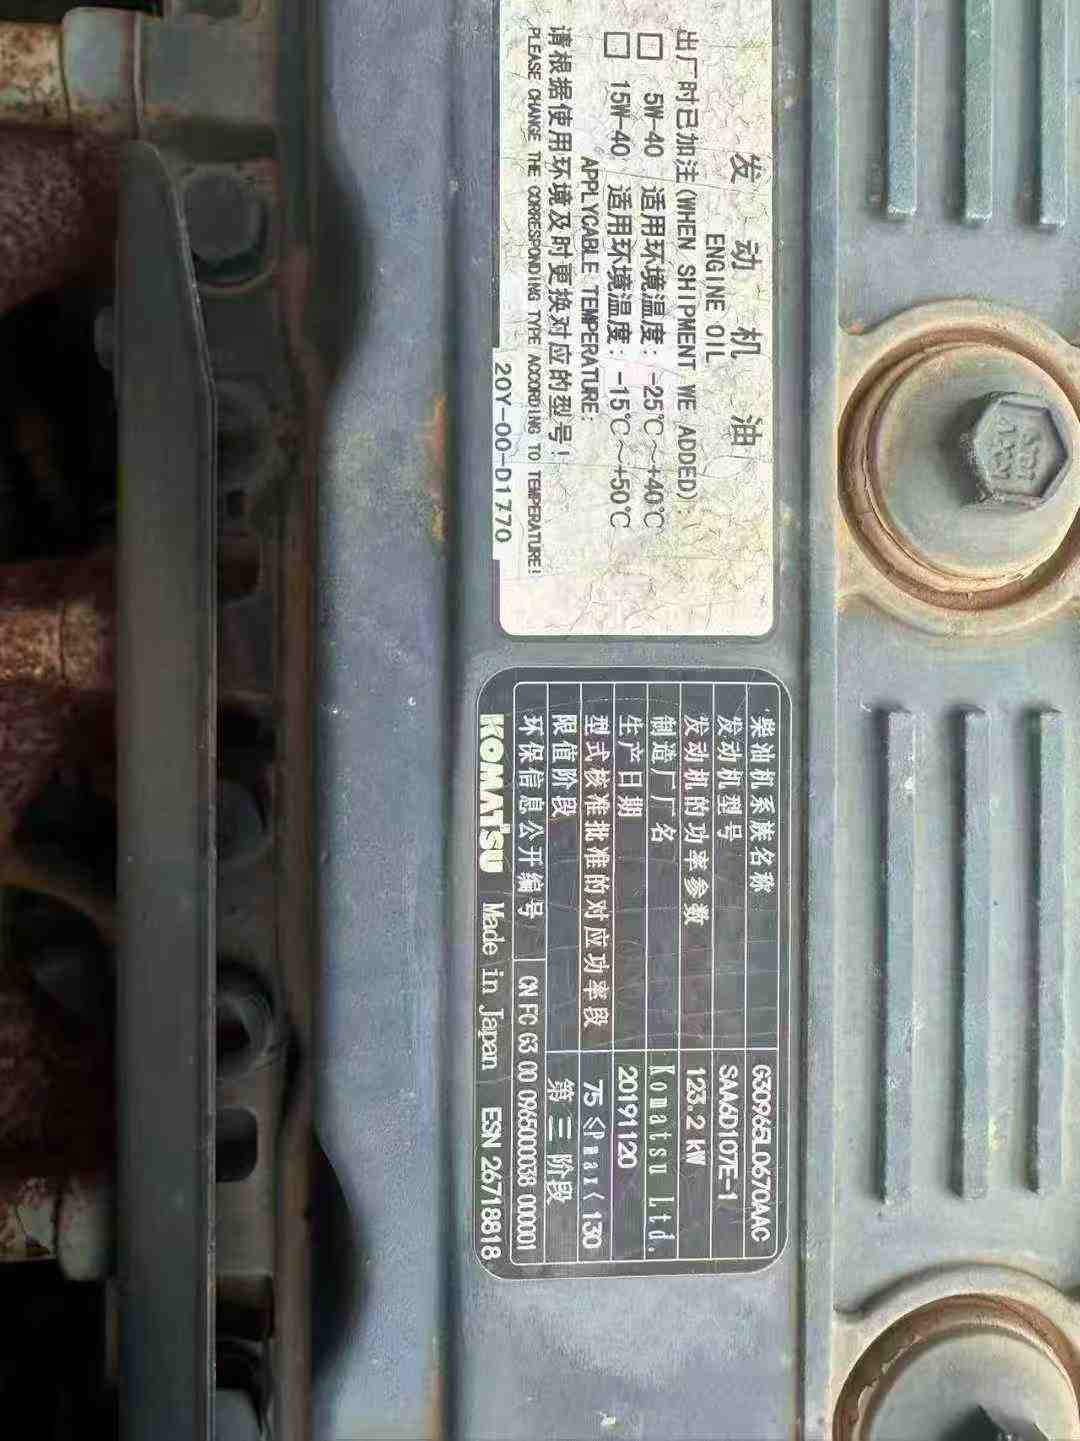 发动机油
ENGINE OIL
出厂时已加注(WHEN SHIPMENT WE ADDED):
□ 5W-40 适用环境温度: -25℃~+40℃
□ 15W-40 适用环境温度: -15℃~+50℃
APPLYCABLE TEMPERATURE:
请根据使用环境及时更换对应的型号!
PLEASE CHANGE THE CORRESPONDING TYPE ACCORDING TO TEMPERATURE!
20Y-00-D1770
柴油机系族名称 G30965L0670AAC
发动机型号 SAA6D107E-1
发动机的功率参数 123.2 kW
制造厂厂名 Komatsu Ltd.
生产日期 20191120
型式核准批准的对应功率段 75≤Pmax<130
限值阶段 第三阶段
环保信息公开编号 CN FC G3 00 0965000038 000001
KOMATSU Made in Japan ESN 26718818